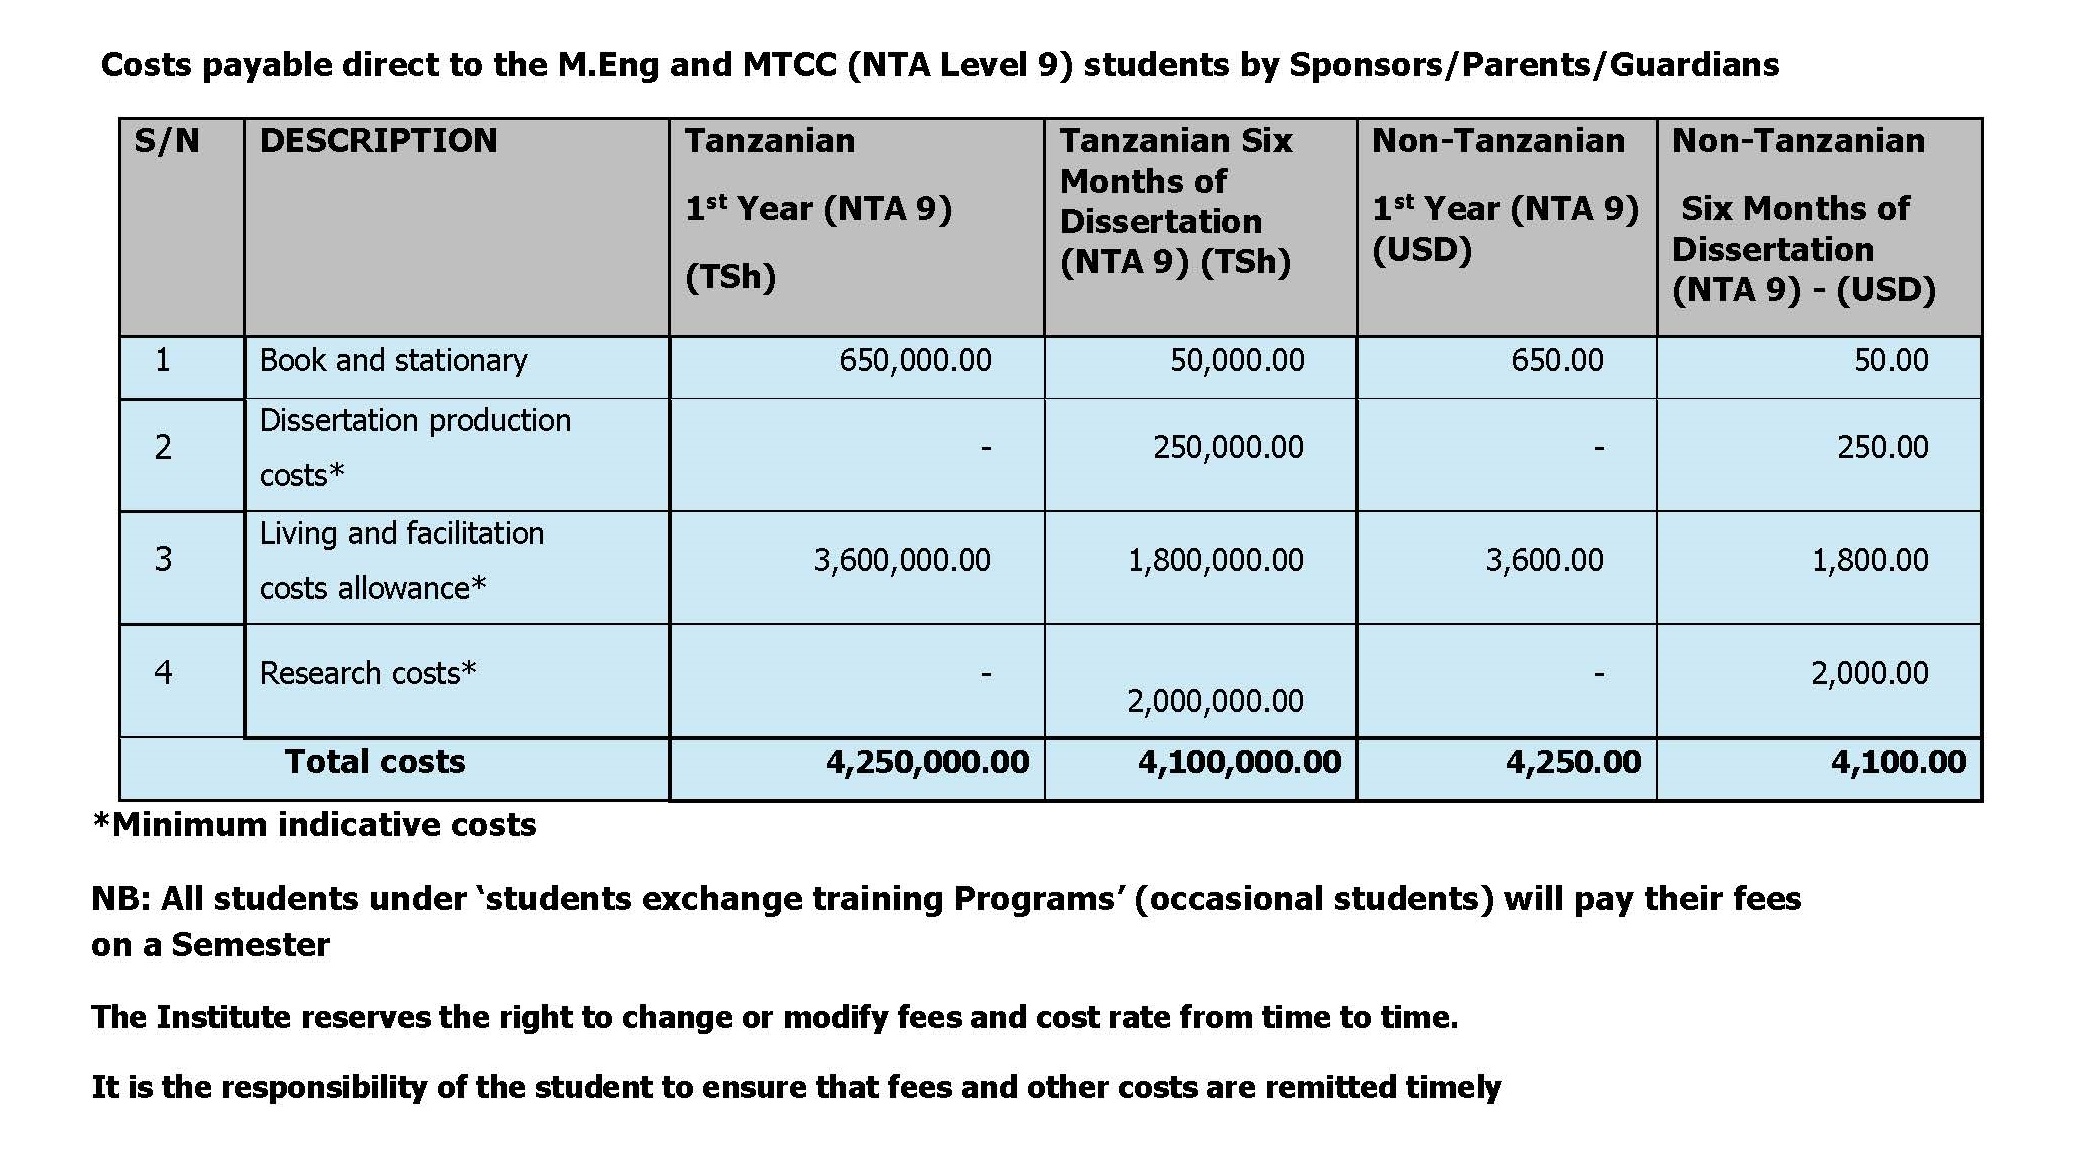 Costs payable direct to the M.Eng and MTCC (NTA Level 9) students by Sponsors/Parents/Guardians
S/N DESCRIPTION Tanzanian 1st Year (NTA 9) (TSh) Tanzanian Six Months of Dissertation (NTA 9) (TSh) Non-Tanzanian 1st Year (NTA 9) (USD) Non-Tanzanian Six Months of Dissertation (NTA 9) - (USD)
1 Book and stationary 650,000.00 50,000.00 650.00 50.00
2 Dissertation production costs* - 250,000.00 - 250.00
3 Living and facilitation costs allowance* 3,600,000.00 1,800,000.00 3,600.00 1,800.00
4 Research costs* - 2,000,000.00 - 2,000.00
Total costs 4,250,000.00 4,100,000.00 4,250.00 4,100.00
*Minimum indicative costs
NB: All students under ‘students exchange training Programs’ (occasional students) will pay their fees
on a Semester
The Institute reserves the right to change or modify fees and cost rate from time to time.
It is the responsibility of the student to ensure that fees and other costs are remitted timely